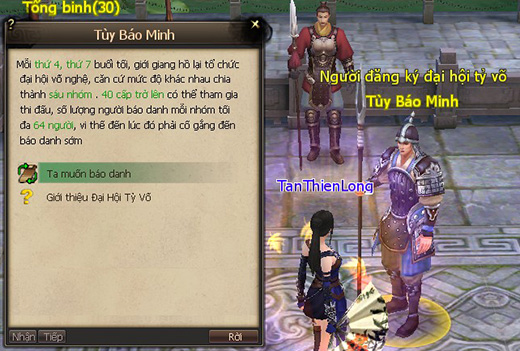 Tổng binh(30)
Tùy Báo Minh
Mỗi thứ 4, thứ 7 buổi tối, giới giang hồ lại tổ chức
đại hội võ nghệ, căn cứ mức độ khác nhau chia
thành sáu nhóm . 40 cấp trở lên có thể tham gia
thi đấu, số lượng người báo danh mỗi nhóm tối
đa 64 người, vì thế đến lúc đó phải cố gắng đến
báo danh sớm
Ta muốn báo danh
Giới thiệu Đại Hội Tỷ Võ
Nhận
Tiếp
Rời
Người đăng ký đại hội tỷ võ
Tùy Báo Minh
TanThienLong